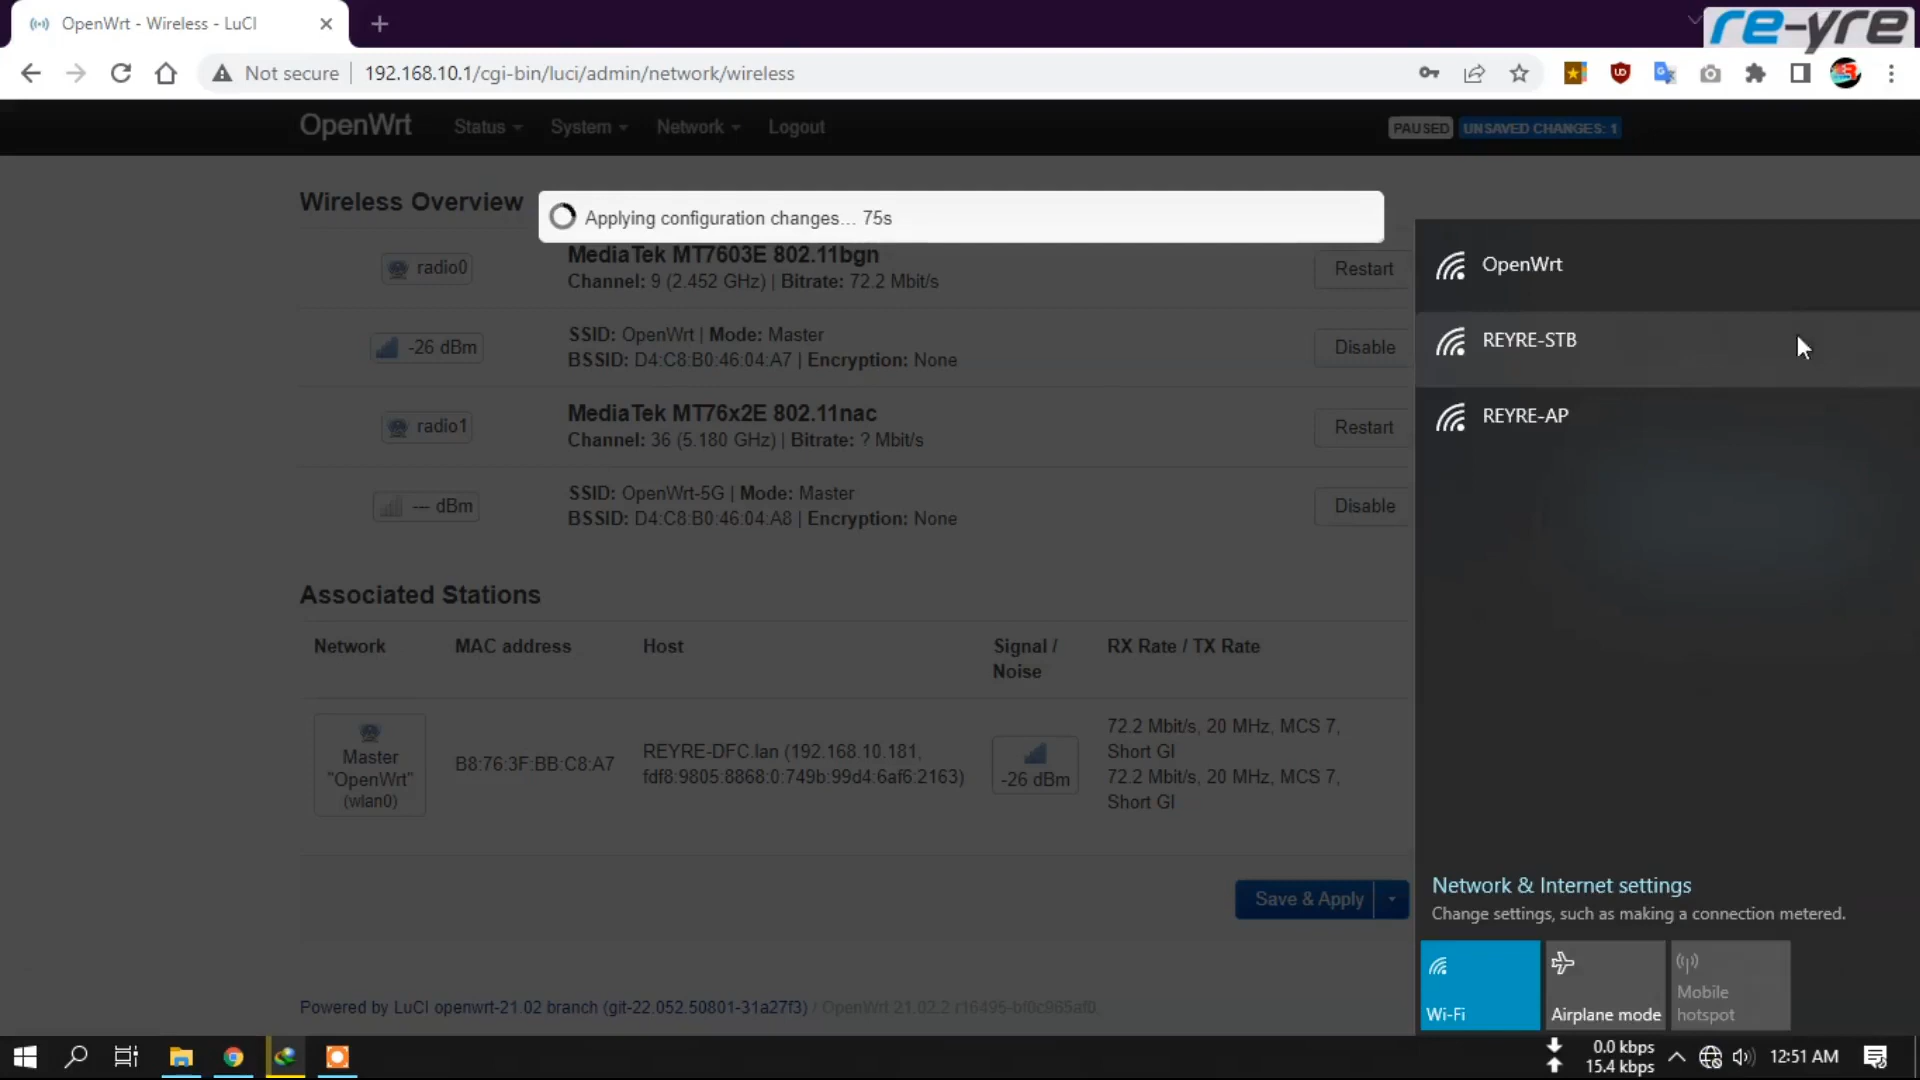 OpenWrt - Wireless - LuCI
re-yre
Not secure
192.168.10.1/cgi-bin/luci/admin/network/wireless
OpenWrt
Status
System
Network
Logout
PAUSED
UNSAVED CHANGES: 1
Wireless Overview
Applying configuration changes... 75s
radio0
MediaTek MT7603E 802.11bgn
Channel: 9 (2.452 GHz) | Bitrate: 72.2 Mbit/s
Restart
-26 dBm
SSID: OpenWrt | Mode: Master
BSSID: D4:C8:B0:46:04:A7 | Encryption: None
Disable
radio1
MediaTek MT76x2E 802.11nac
Channel: 36 (5.180 GHz) | Bitrate: ? Mbit/s
Restart
--- dBm
SSID: OpenWrt-5G | Mode: Master
BSSID: D4:C8:B0:46:04:A8 | Encryption: None
Disable
Associated Stations
Network
MAC address
Host
Signal /
Noise
RX Rate / TX Rate
Master
"OpenWrt"
(wlan0)
B8:76:3F:BB:C8:A7
REYRE-DFC.lan (192.168.10.181,
fdf8:9805:8868:0:749b:99d4:6af6:2163)
-26 dBm
72.2 Mbit/s, 20 MHz, MCS 7,
Short GI
72.2 Mbit/s, 20 MHz, MCS 7,
Short GI
Save & Apply
Powered by LuCI openwrt-21.02 branch (git-22.052.50801-31a27f3) / OpenWrt 21.02.2 r16495-bf0c965af0
OpenWrt
REYRE-STB
REYRE-AP
Network & Internet settings
Change settings, such as making a connection metered.
Wi-Fi
Airplane mode
Mobile
hotspot
0.0 kbps
15.4 kbps
12:51 AM